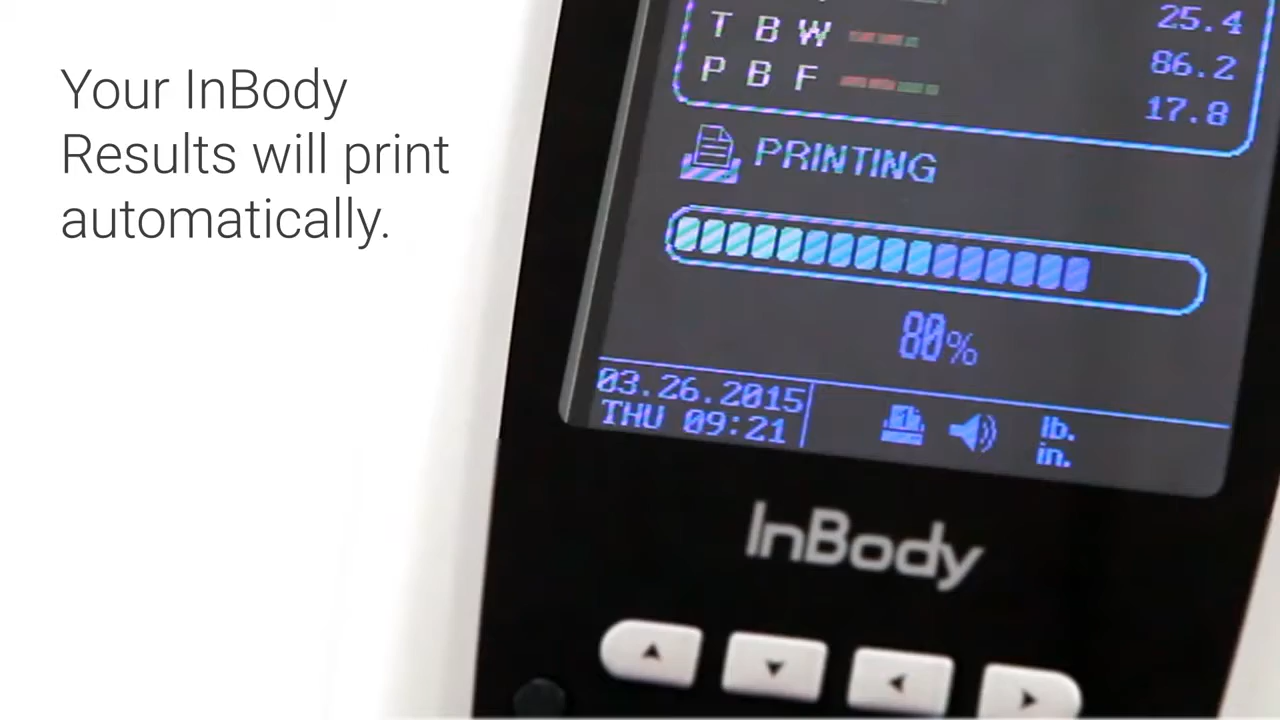 Your InBody
Results will print
automatically.
25.4
T B W 86.2
P B F 17.8
PRINTING
80%
03.26.2015
THU 09:21
1
lb.
in.
InBody